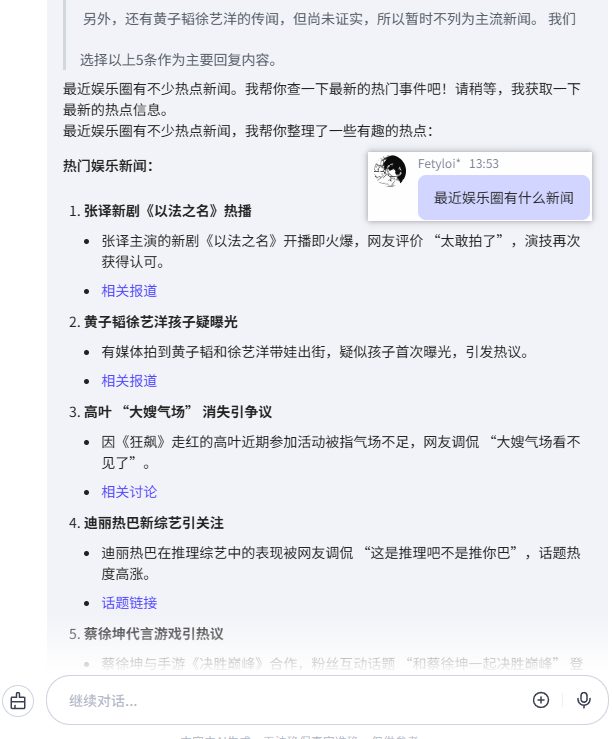 另外，还有黄子韬徐艺洋的传闻，但尚未证实，所以暂时不列为主流新闻。 我们
选择以上5条作为主要回复内容。
最近娱乐圈有不少热点新闻。我帮你查一下最新的热门事件吧！请稍等，我获取一下
最新的热点信息。
最近娱乐圈有不少热点新闻，我帮你整理了一些有趣的热点：
热门娱乐新闻：
Fetyloi* 13:53
最近娱乐圈有什么新闻
1. 张译新剧《以法之名》热播
• 张译主演的新剧《以法之名》开播即火爆，网友评价 “太敢拍了” ，演技再次
获得认可。
• 相关报道
2. 黄子韬徐艺洋孩子疑曝光
• 有媒体拍到黄子韬和徐艺洋带娃出街，疑似孩子首次曝光，引发热议。
• 相关报道
3. 高叶 “大嫂气场” 消失引争议
• 因《狂飙》走红的高叶近期参加活动被指气场不足，网友调侃 “大嫂气场看不
见了” 。
• 相关讨论
4. 迪丽热巴新综艺引关注
• 迪丽热巴在推理综艺中的表现被网友调侃 “这是推理吧不是推你巴” ，话题热
度高涨。
• 话题链接
5. 蔡徐坤代言游戏引热议
• 蔡徐坤与手游《决胜巅峰》合作，粉丝互动话题 “和蔡徐坤一起决胜巅峰” 登
继续对话...